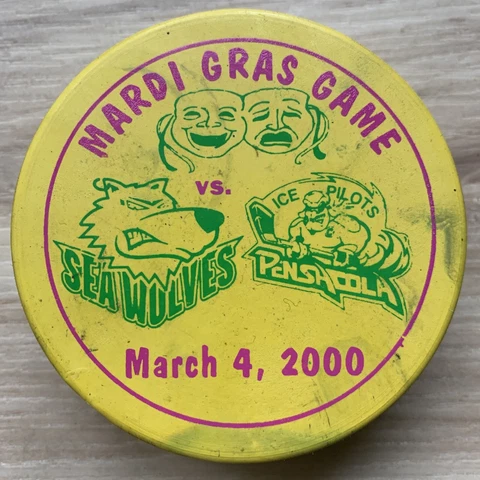 MARDI GRAS GAME
vs.
SEA WOLVES
ICE PILOTS
PENSACOLA
March 4, 2000